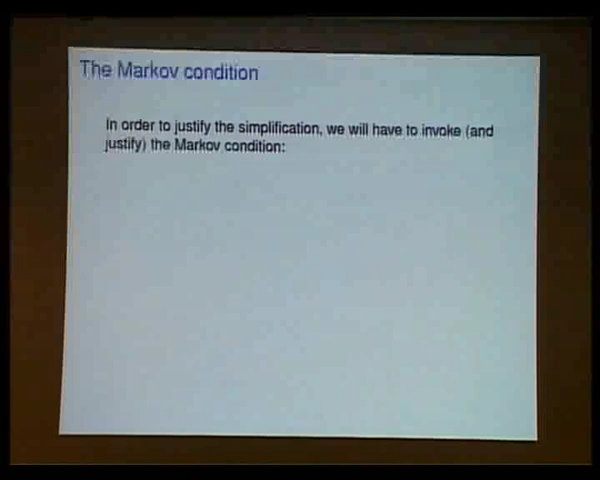 The Markov condition
In order to justify the simplification, we will have to invoke (and
justify) the Markov condition: